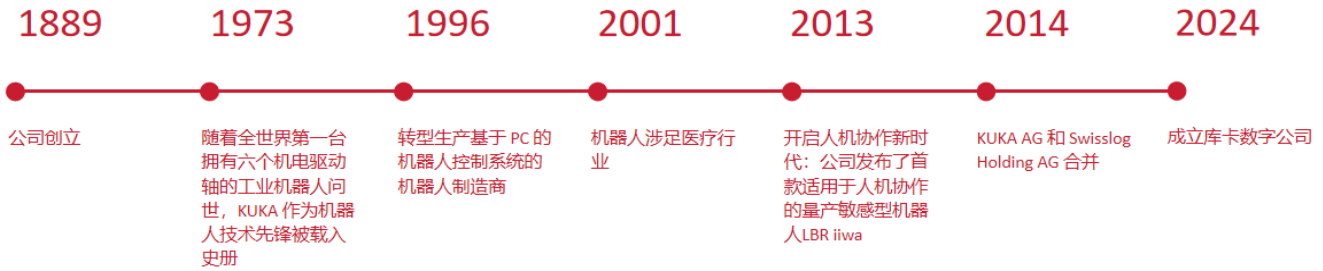 1889
1973
1996
2001
2013
2014
2024
公司创立
随着全世界第一台
拥有六个机电驱动
轴的工业机器人问
世，KUKA 作为机器
人技术先锋被载入
史册
转型生产基于 PC 的
机器人控制系统的
机器人制造商
机器人涉足医疗行
业
开启人机协作新时
代：公司发布了首
款适用于人机协作
的量产敏感型机器
人LBR iiwa
KUKA AG 和 Swisslog
Holding AG 合并
成立库卡数字公司